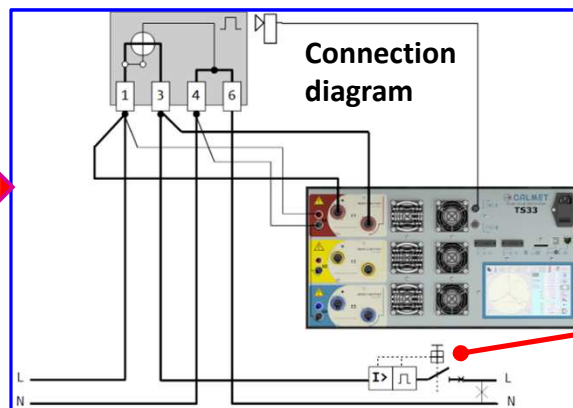 Connection
diagram
1 3 4 6
CALMET
TS33
I>
L
N
L
N